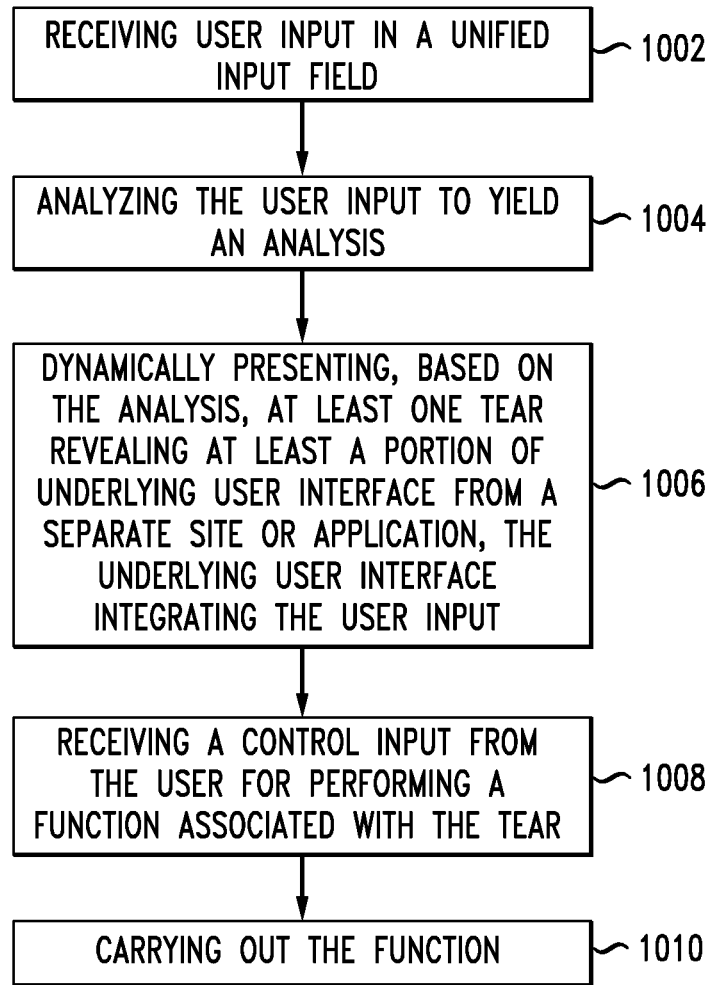 RECEIVING USER INPUT IN A UNIFIED
INPUT FIELD
1002
ANALYZING THE USER INPUT TO YIELD
AN ANALYSIS
1004
DYNAMICALLY PRESENTING, BASED ON
THE ANALYSIS, AT LEAST ONE TEAR
REVEALING AT LEAST A PORTION OF
UNDERLYING USER INTERFACE FROM A
SEPARATE SITE OR APPLICATION, THE
UNDERLYING USER INTERFACE
INTEGRATING THE USER INPUT
1006
RECEIVING A CONTROL INPUT FROM
THE USER FOR PERFORMING A
FUNCTION ASSOCIATED WITH THE TEAR
1008
CARRYING OUT THE FUNCTION
1010